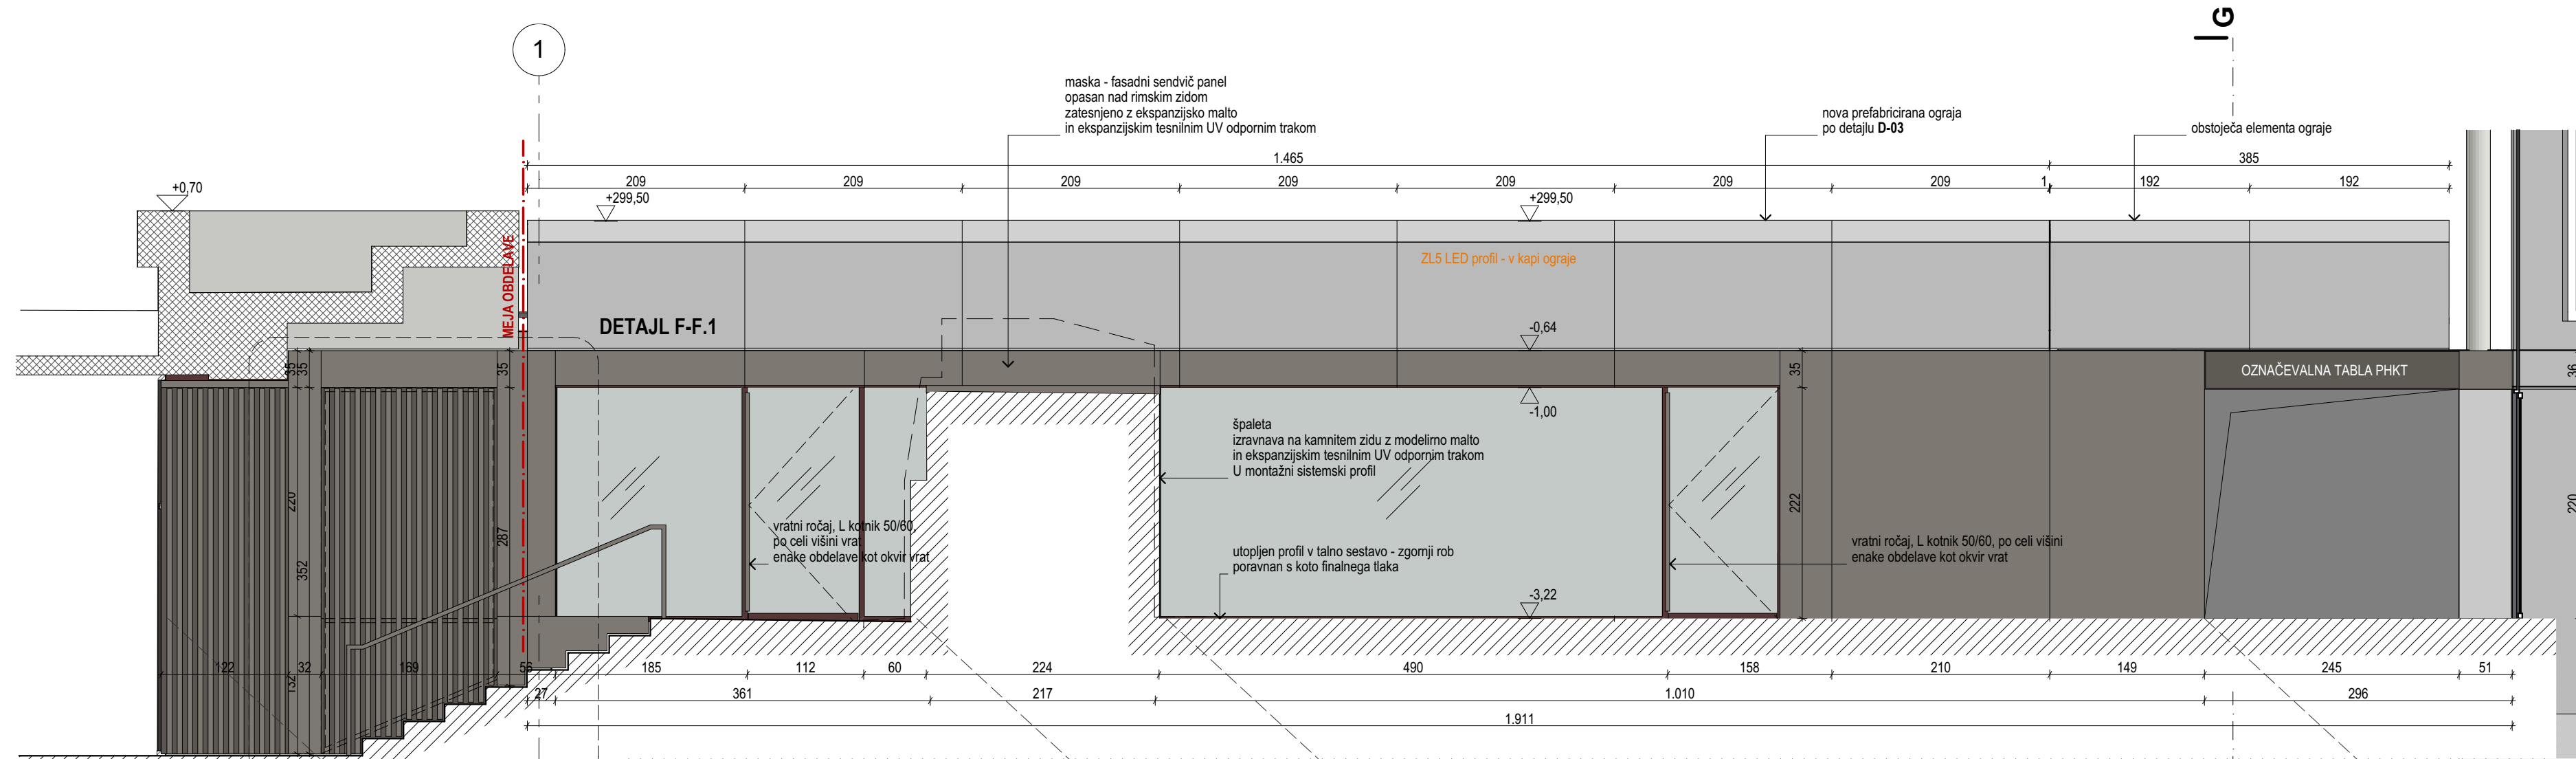 G
1
maska - fasadni sendvič panel
opasan nad rimskim zidom
zatesnjeno z ekspanzijsko malto
in ekspanzijskim tesnilnim UV odpornim trakom
nova prefabricirana ograja
po detajlu D-03
obstoječa elementa ograje
1.465
385
209
209
209
209
209
209
209
1
192
192
+0,70
+299,50
+299,50
MEJA OBDELAVE
ZL5 LED profil - v kapi ograje
DETAJL F-F.1
-0,64
35
35
35
35
36
OZNAČEVALNA TABLA PHKT
-1,00
špaleta
izravnava na kamnitem zidu z modelirno malto
in ekspanzijskim tesnilnim UV odpornim trakom
U montažni sistemski profil
220
287
352
222
220
vratni ročaj, L kotnik 50/60,
po celi višini vrat
enake obdelave kot okvir vrat
utopljen profil v talno sestavo - zgornji rob
poravnan s koto finalnega tlaka
vratni ročaj, L kotnik 50/60, po celi višini
enake obdelave kot okvir vrat
-3,22
122
32
169
185
112
60
224
490
158
210
149
245
51
132
27
361
217
1.010
296
1.911